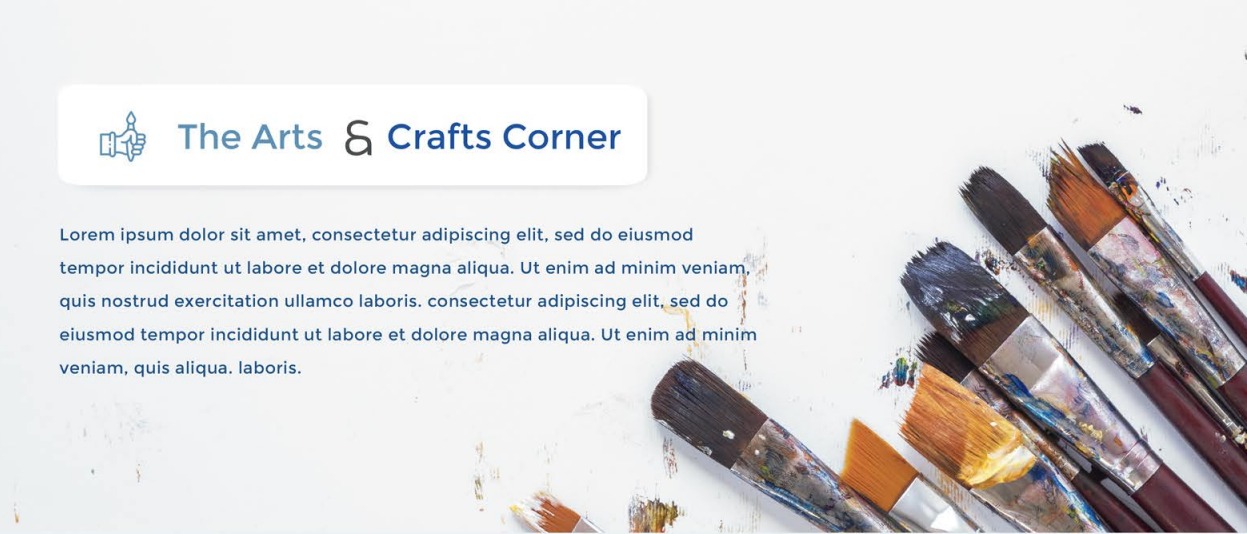 The Arts & Crafts Corner
Lorem ipsum dolor sit amet, consectetur adipiscing elit, sed do eiusmod
tempor incididunt ut labore et dolore magna aliqua. Ut enim ad minim veniam,
quis nostrud exercitation ullamco laboris. consectetur adipiscing elit, sed do
eiusmod tempor incididunt ut labore et dolore magna aliqua. Ut enim ad minim
veniam, quis aliqua. laboris.